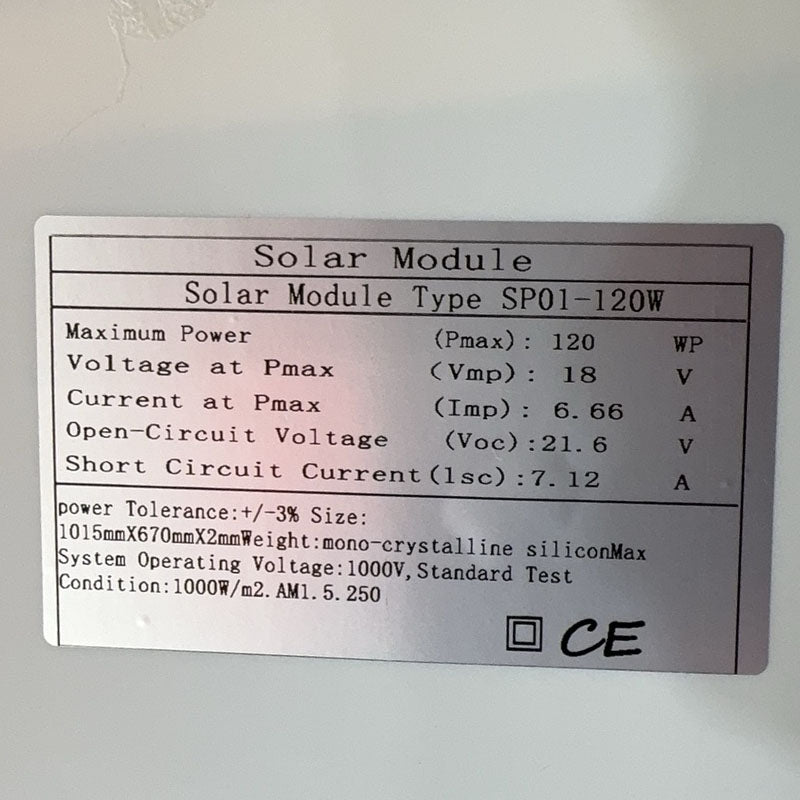 Solar Module
Solar Module Type SP01-120W
Maximum Power (Pmax): 120 WP
Voltage at Pmax (Vmp): 18 V
Current at Pmax (Imp): 6.66 A
Open-Circuit Voltage (Voc):21.6 V
Short Circuit Current(lsc):7.12 A
power Tolerance:+/-3% Size:
1015mmX670mmX2mmWeight:mono-crystalline siliconMax
System Operating Voltage:1000V,Standard Test
Condition:1000W/m2.AM1.5.250
CE